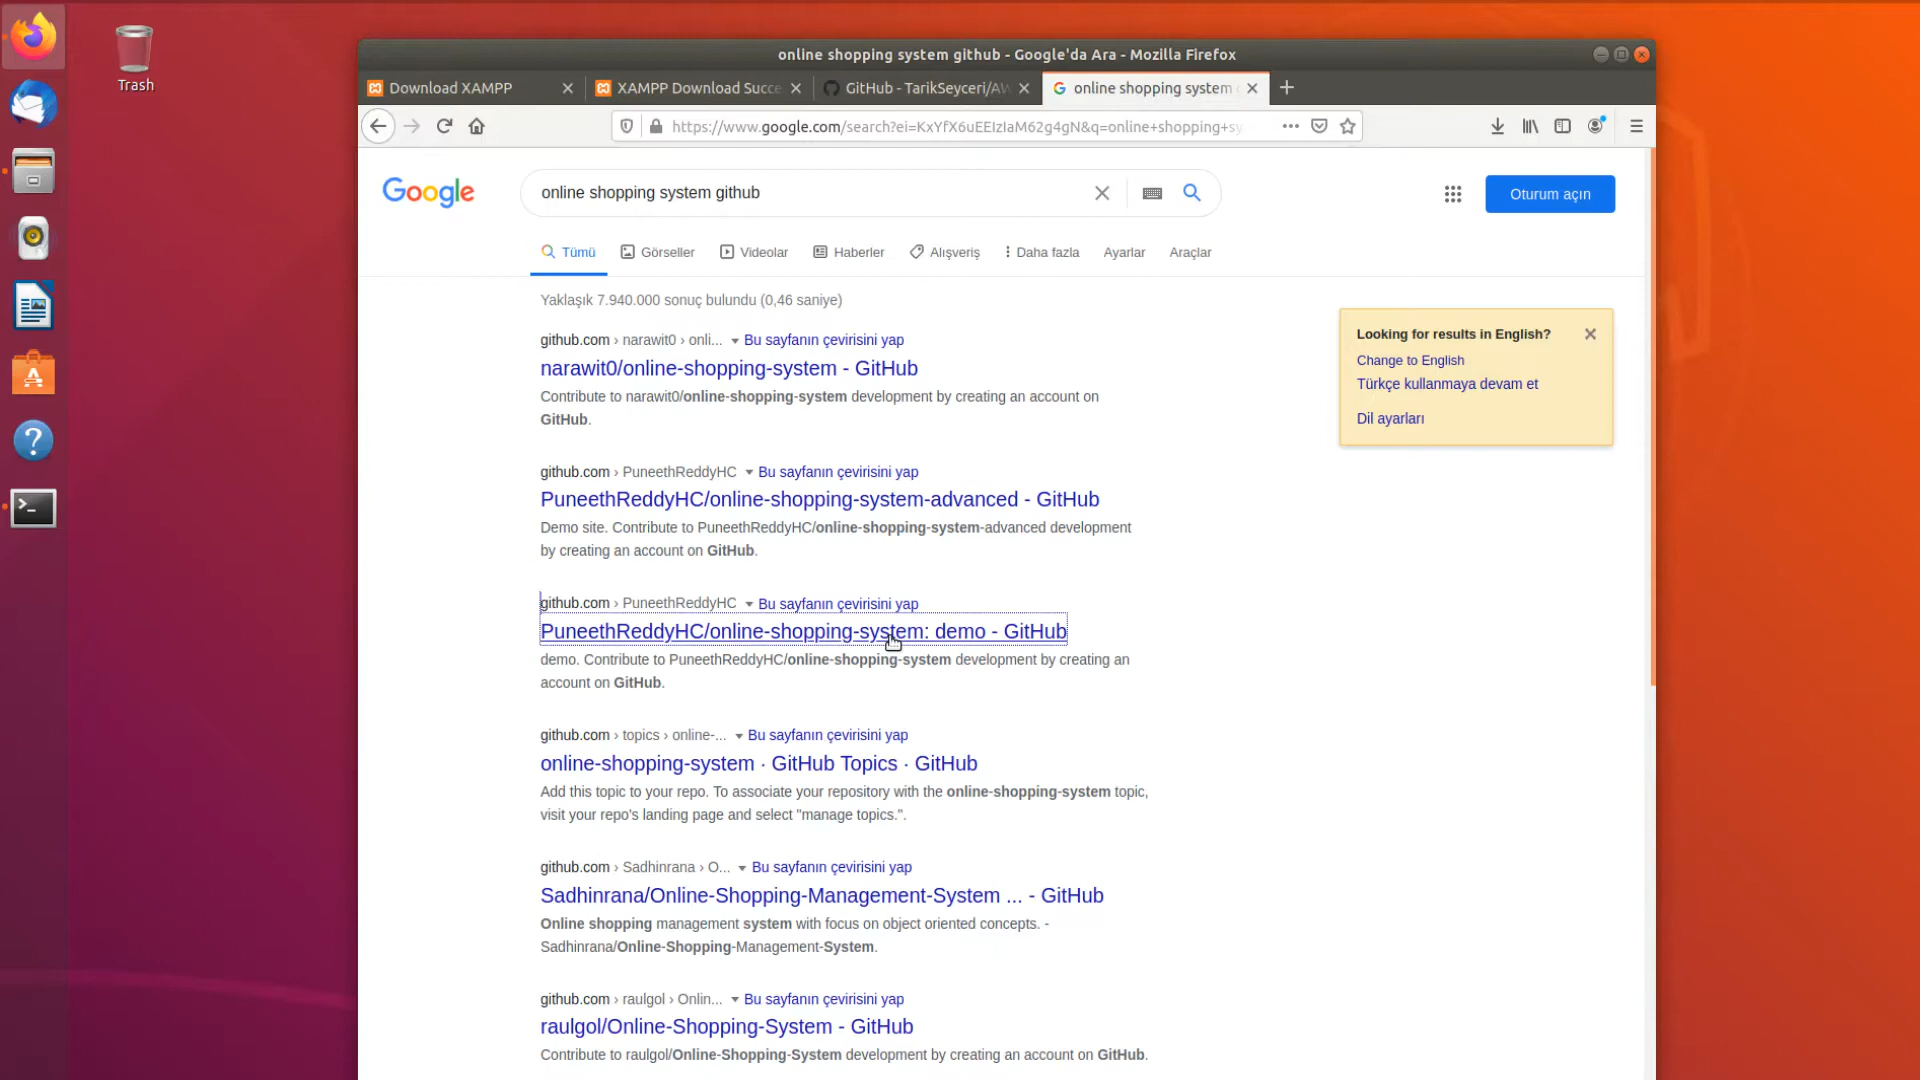 Trash
online shopping system github - Google'da Ara - Mozilla Firefox
Download XAMPP
XAMPP Download Succe
GitHub - TarikSeyceri/AW
online shopping system
https://www.google.com/search?ei=KxYfX6uEEIzIaM62g4gN&q=online+shopping+sy
Google
online shopping system github
Oturum açın
Tümü
Görseller
Videolar
Haberler
Alışveriş
Daha fazla
Ayarlar
Araçlar
Yaklaşık 7.940.000 sonuç bulundu (0,46 saniye)
github.com › narawit0 › onli... Bu sayfanın çevirisini yap
narawit0/online-shopping-system - GitHub
Contribute to narawit0/online-shopping-system development by creating an account on
GitHub.
github.com › PuneethReddyHC Bu sayfanın çevirisini yap
PuneethReddyHC/online-shopping-system-advanced - GitHub
Demo site. Contribute to PuneethReddyHC/online-shopping-system-advanced development
by creating an account on GitHub.
github.com › PuneethReddyHC Bu sayfanın çevirisini yap
PuneethReddyHC/online-shopping-system: demo - GitHub
demo. Contribute to PuneethReddyHC/online-shopping-system development by creating an
account on GitHub.
github.com › topics › online-... Bu sayfanın çevirisini yap
online-shopping-system · GitHub Topics · GitHub
Add this topic to your repo. To associate your repository with the online-shopping-system topic,
visit your repo's landing page and select "manage topics.".
github.com › Sadhinrana › O... Bu sayfanın çevirisini yap
Sadhinrana/Online-Shopping-Management-System ... - GitHub
Online shopping management system with focus on object oriented concepts. -
Sadhinrana/Online-Shopping-Management-System.
github.com › raulgol › Onlin... Bu sayfanın çevirisini yap
raulgol/Online-Shopping-System - GitHub
Contribute to raulgol/Online-Shopping-System development by creating an account on GitHub.
Looking for results in English?
Change to English
Türkçe kullanmaya devam et
Dil ayarları